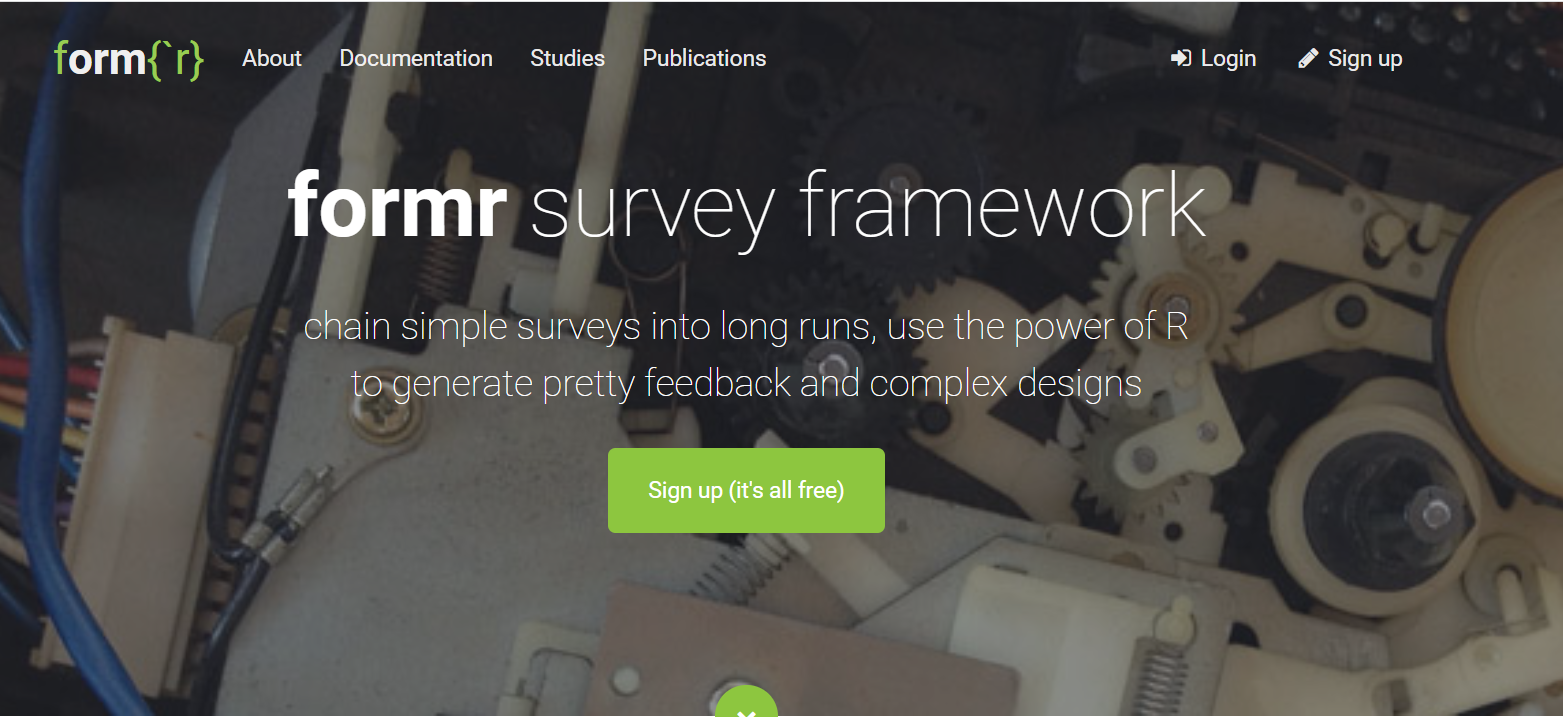 form{`r}
About
Documentation
Studies
Publications
Login
Sign up
formr survey framework
chain simple surveys into long runs, use the power of R
to generate pretty feedback and complex designs
Sign up (it's all free)